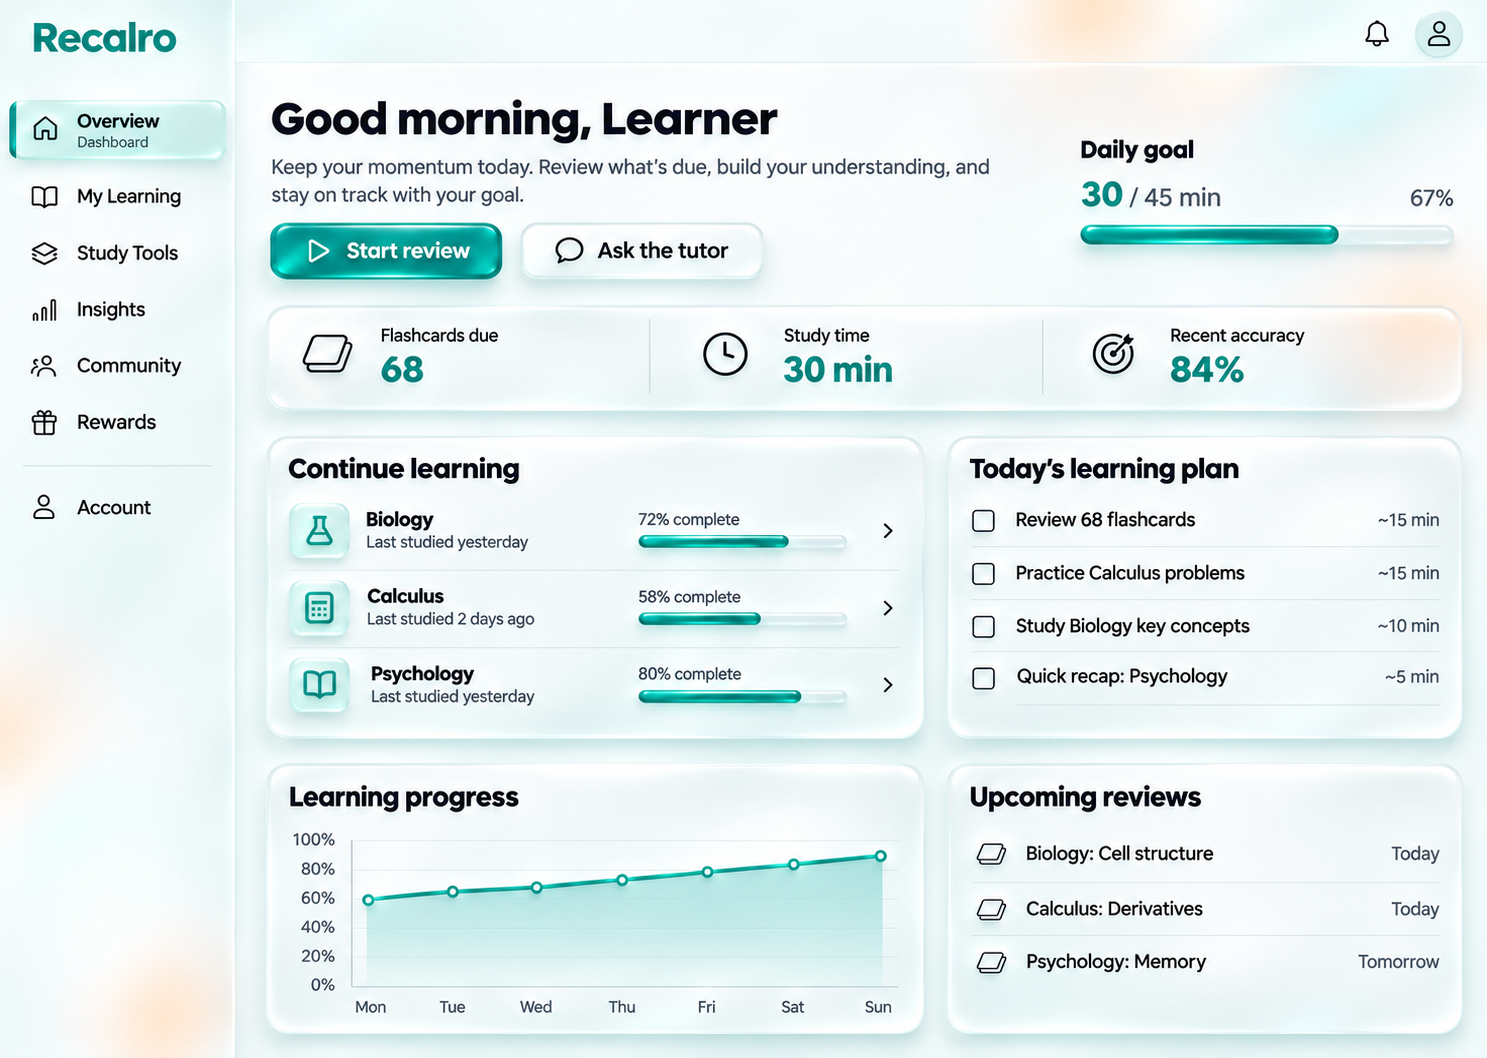 Recalro
Overview
Dashboard
My Learning
Study Tools
Insights
Community
Rewards
Account
Good morning, Learner
Keep your momentum today. Review what's due, build your understanding, and
stay on track with your goal.
Start review
Ask the tutor
Daily goal
30 / 45 min
67%
Flashcards due
68
Study time
30 min
Recent accuracy
84%
Continue learning
Biology
Last studied yesterday
72% complete
Calculus
Last studied 2 days ago
58% complete
Psychology
Last studied yesterday
80% complete
Today's learning plan
Review 68 flashcards
~15 min
Practice Calculus problems
~15 min
Study Biology key concepts
~10 min
Quick recap: Psychology
~5 min
Learning progress
100%
80%
60%
40%
20%
0%
Mon Tue Wed Thu Fri Sat Sun
Upcoming reviews
Biology: Cell structure
Today
Calculus: Derivatives
Today
Psychology: Memory
Tomorrow